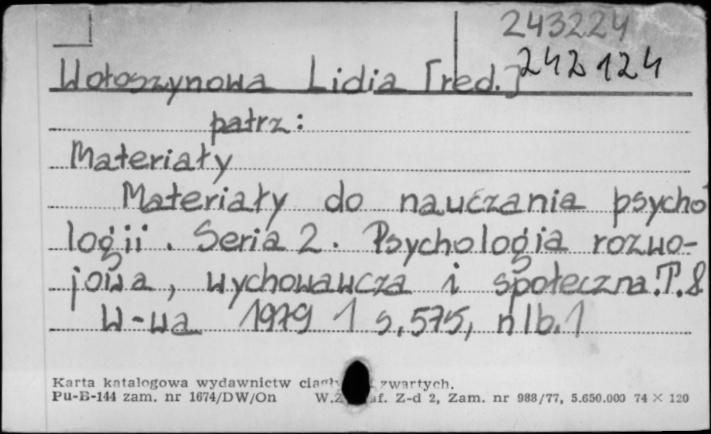 243224
Wołoszynowa Lidia [red.] 242124
patrz:
Materiały
Materiały do nauczania psycho
logii. Seria 2. Psychologia rozwo-
jowa, wychowawcza i społeczna. T. 8
W-wa 1979 1 s. 575, nlb. 1
Karta katalogowa wydawnictw zwartych.
Pu-B-144 zam. nr 1674/DW/On Z-d 2, Zam. nr 988/77, 5.650.000 74 × 120